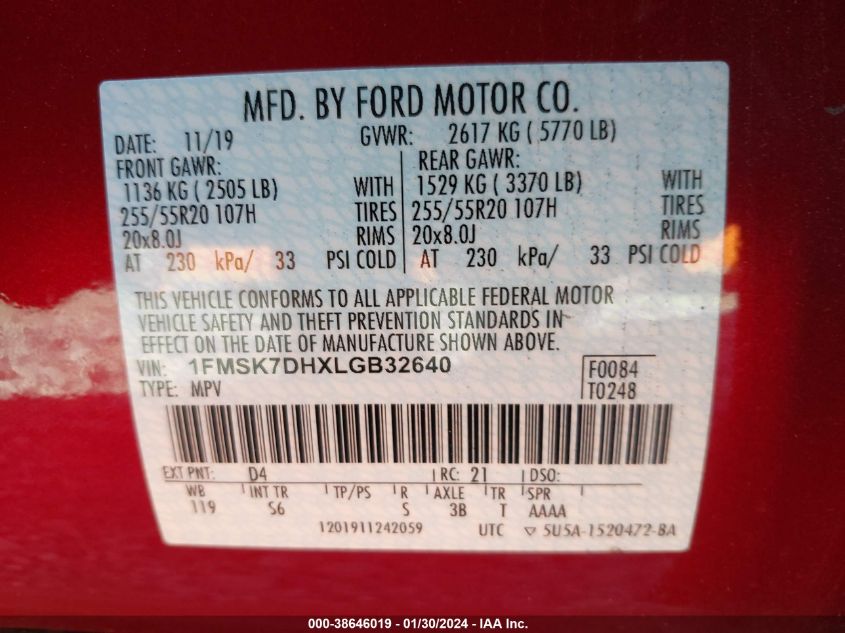 MFD. BY FORD MOTOR CO.
DATE: 11/19 GVWR: 2617 KG ( 5770 LB)
FRONT GAWR: REAR GAWR:
1136 KG ( 2505 LB) WITH 1529 KG ( 3370 LB) WITH
255/55R20 107H TIRES 255/55R20 107H TIRES
20x8.0J RIMS 20x8.0J RIMS
AT 230 kPa/ 33 PSI COLD AT 230 kPa/ 33 PSI COLD
THIS VEHICLE CONFORMS TO ALL APPLICABLE FEDERAL MOTOR
VEHICLE SAFETY AND THEFT PREVENTION STANDARDS IN
EFFECT ON THE DATE OF MANUFACTURE SHOWN ABOVE.
VIN: 1FMSK7DHXLGB32640 F0084
TYPE: MPV T0248
EXT PNT: D4 RC: 21 DSO:
WB INT TR TP/PS R AXLE TR SPR
119 S6 S 3B T AAAA
1201911242059 UTC ▽ 5U5A-1520472-BA
000-38646019 - 01/30/2024 - IAA Inc.